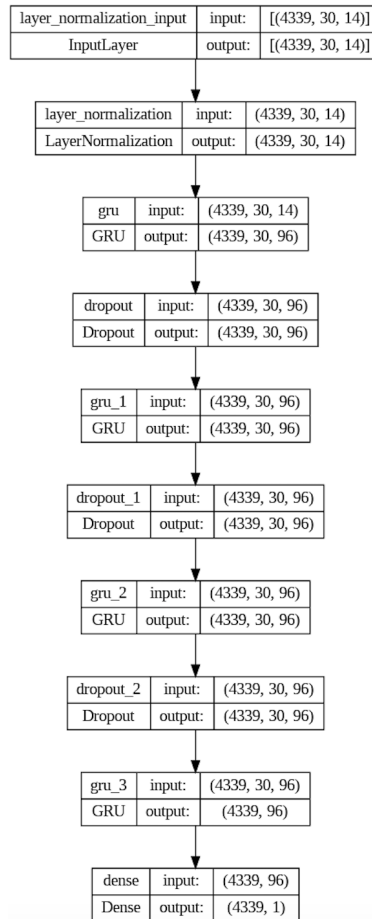 layer_normalization_input input: [(4339, 30, 14)]
InputLayer output: [(4339, 30, 14)]
layer_normalization input: (4339, 30, 14)
LayerNormalization output: (4339, 30, 14)
gru input: (4339, 30, 14)
GRU output: (4339, 30, 96)
dropout input: (4339, 30, 96)
Dropout output: (4339, 30, 96)
gru_1 input: (4339, 30, 96)
GRU output: (4339, 30, 96)
dropout_1 input: (4339, 30, 96)
Dropout output: (4339, 30, 96)
gru_2 input: (4339, 30, 96)
GRU output: (4339, 30, 96)
dropout_2 input: (4339, 30, 96)
Dropout output: (4339, 30, 96)
gru_3 input: (4339, 30, 96)
GRU output: (4339, 96)
dense input: (4339, 96)
Dense output: (4339, 1)